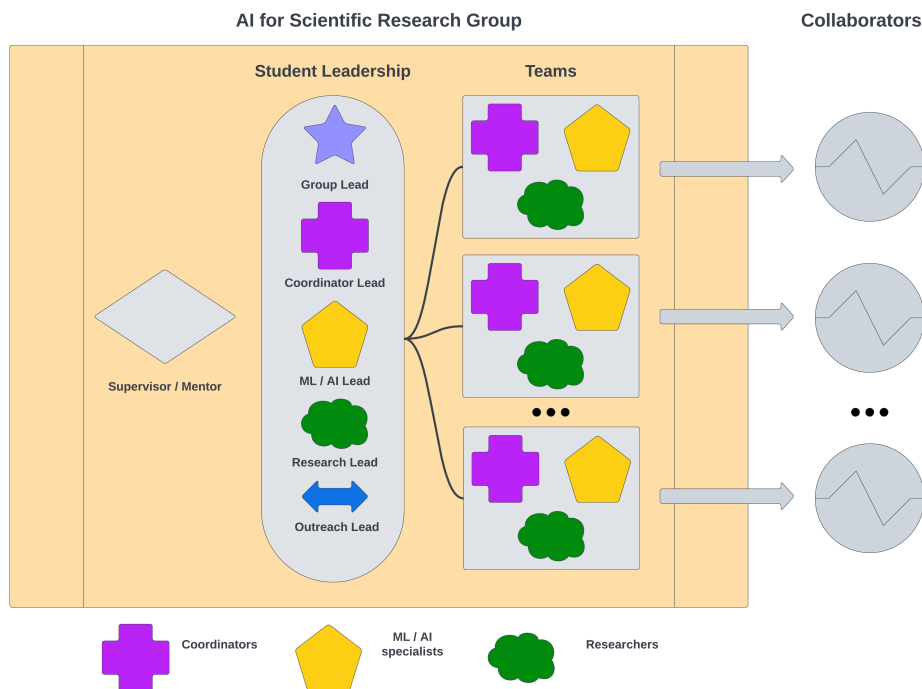 AI for Scientific Research Group
Collaborators
Student Leadership
Teams
Group Lead
Coordinator Lead
Supervisor / Mentor
ML / AI Lead
Research Lead
Outreach Lead
Coordinators
ML / AI
specialists
Researchers